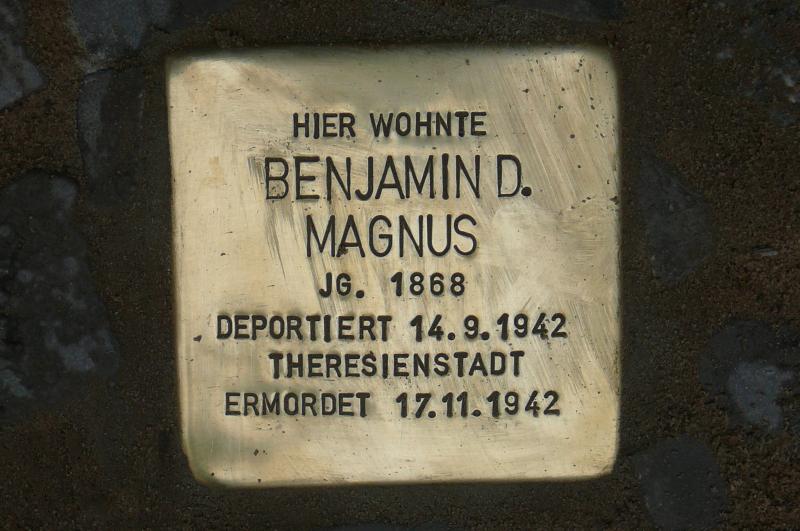 HIER WOHNTE
BENJAMIN D.
MAGNUS
JG. 1868
DEPORTIERT 14.9.1942
THERESIENSTADT
ERMORDET 17.11.1942